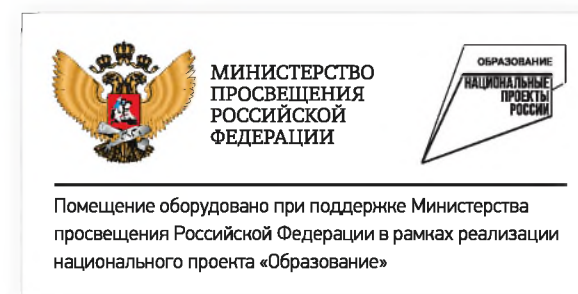 МИНИСТЕРСТВО
ПРОСВЕЩЕНИЯ
РОССИЙСКОЙ
ФЕДЕРАЦИИ
ОБРАЗОВАНИЕ
НАЦИОНАЛЬНЫЕ
ПРОЕКТЫ
РОССИИ
Помещение оборудовано при поддержке Министерства
просвещения Российской Федерации в рамках реализации
национального проекта «Образование»